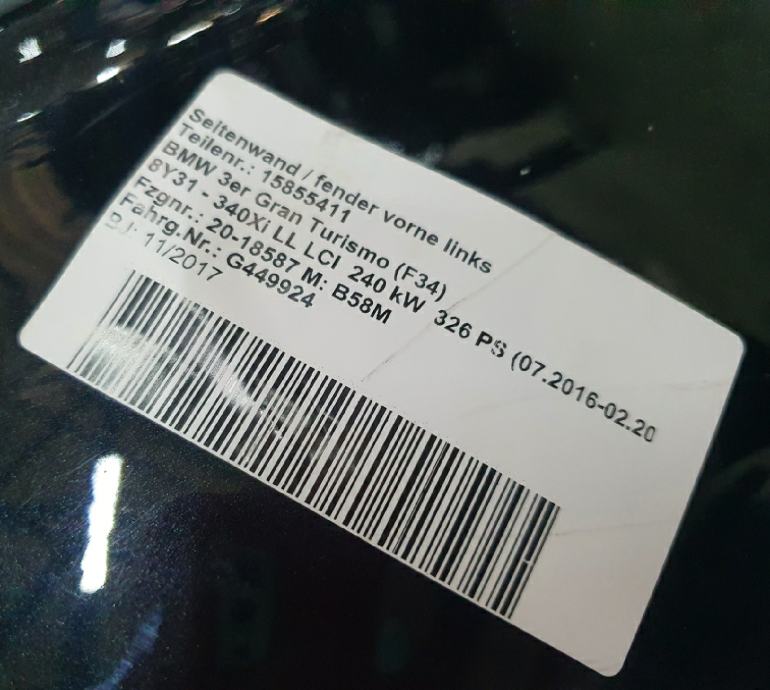 Seitenwand / fender vorne links
Teilenr.: 15855411
BMW 3er Gran Turismo (F34)
8Y31 - 340Xi LL LCI 240 kW 326 PS (07.2016-02.20
Fzgnr.: 20-18587 M: B58M
Fahrg.Nr.: G449924
BJ: 11/2017